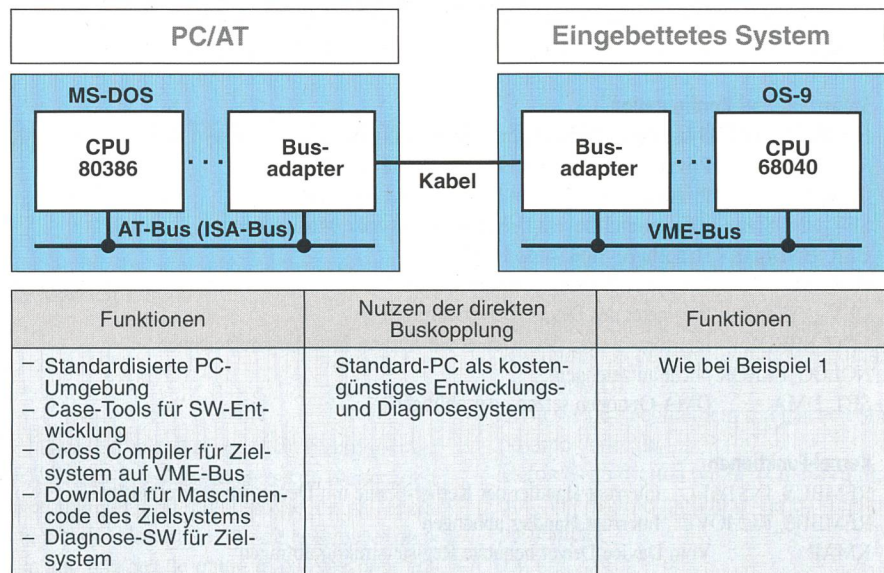 PC/AT
Eingebettetes System
MS-DOS
OS-9
CPU
80386
Bus-
adapter
Kabel
Bus-
adapter
CPU
68040
AT-Bus (ISA-Bus)
VME-Bus
Funktionen
Nutzen der direkten
Buskopplung
Funktionen
– Standardisierte PC-
Umgebung
– Case-Tools für SW-Ent-
wicklung
– Cross Compiler für Ziel-
system auf VME-Bus
– Download für Maschinen-
code des Zielsystems
– Diagnose-SW für Ziel-
system
Standard-PC als kosten-
günstiges Entwicklungs-
und Diagnosesystem
Wie bei Beispiel 1